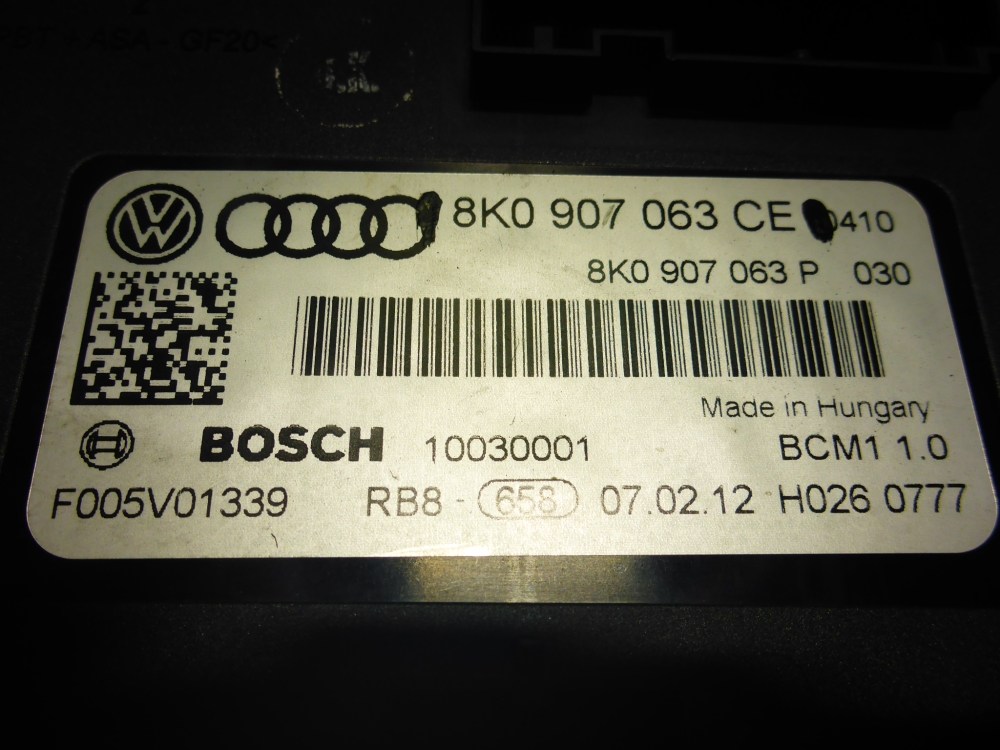 8K0 907 063 CE 0410
8K0 907 063 P 030
Made in Hungary
BOSCH 10030001 BCM1 1.0
F005V01339 RB8 - 658 07.02.12 H026 0777